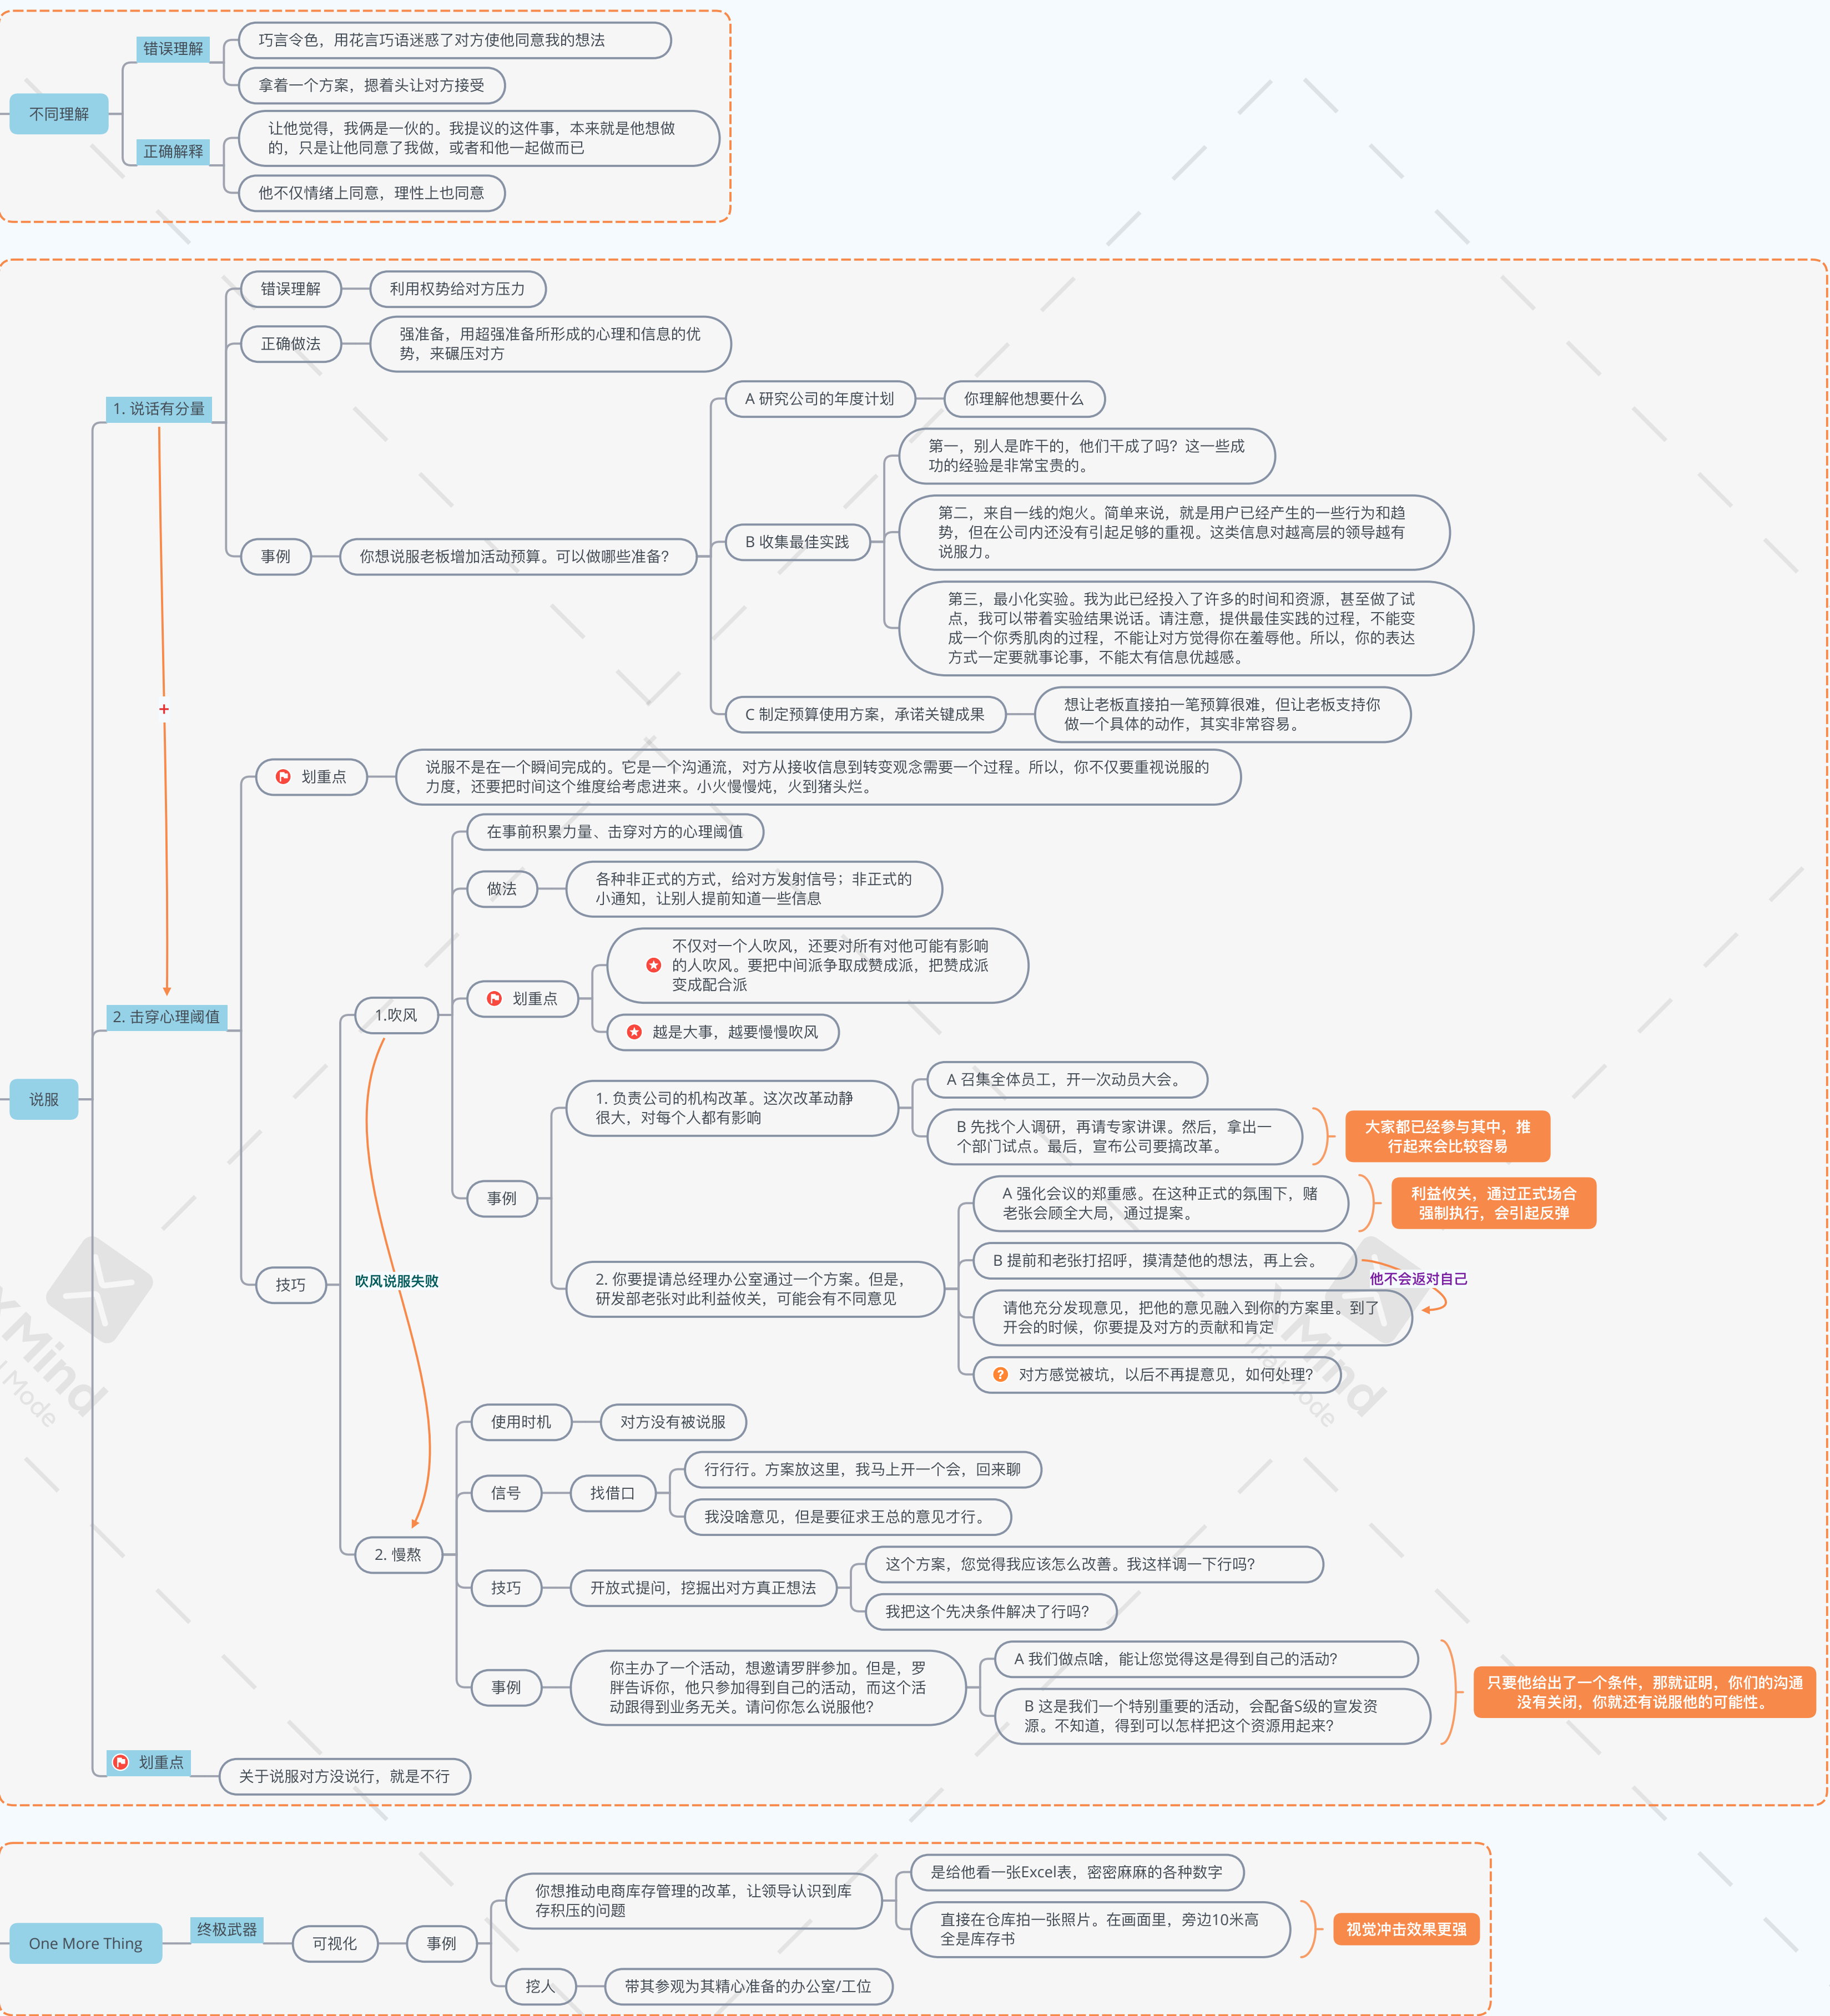 不同理解
错误理解
巧言令色，用花言巧语迷惑了对方使他同意我的想法
拿着一个方案，摁着头让对方接受
正确解释
让他觉得，我俩是一伙的。我提议的这件事，本来就是他想做
的，只是让他同意了我做，或者和他一起做而已
他不仅情绪上同意，理性上也同意
说服
1. 说话有分量
错误理解
利用权势给对方压力
正确做法
强准备，用超强准备所形成的心理和信息的优
势，来碾压对方
事例
你想说服老板增加活动预算。可以做哪些准备？
A 研究公司的年度计划
你理解他想要什么
B 收集最佳实践
第一，别人是咋干的，他们干成了吗？这一些成
功的经验是非常宝贵的。
第二，来自一线的炮火。简单来说，就是用户已经产生的一些行为和趋
势，但在公司内还没有引起足够的重视。这类信息对越高层的领导越有
说服力。
第三，最小化实验。我为此已经投入了许多的时间和资源，甚至做了试
点，我可以带着实验结果说话。请注意，提供最佳实践的过程，不能变
成一个你秀肌肉的过程，不能让对方觉得你在羞辱他。所以，你的表达
方式一定要就事论事，不能太有信息优越感。
C 制定预算使用方案，承诺关键成果
想让老板直接拍一笔预算很难，但让老板支持你
做一个具体的动作，其实非常容易。
+
2. 击穿心理阈值
划重点
说服不是在一个瞬间完成的。它是一个沟通流，对方从接收信息到转变观念需要一个过程。所以，你不仅要重视说服的
力度，还要把时间这个维度给考虑进来。小火慢慢炖，火到猪头烂。
技巧
1.吹风
在事前积累力量、击穿对方的心理阈值
做法
各种非正式的方式，给对方发射信号；非正式的
小通知，让别人提前知道一些信息
划重点
不仅对一个人吹风，还要对所有对他可能有影响
的人吹风。要把中间派争取成赞成派，把赞成派
变成配合派
越是大事，越要慢慢吹风
事例
1. 负责公司的机构改革。这次改革动静
很大，对每个人都有影响
A 召集全体员工，开一次动员大会。
B 先找个人调研，再请专家讲课。然后，拿出一
个部门试点。最后，宣布公司要搞改革。
大家都已经参与其中，推
行起来会比较容易
2. 你要提请总经理办公室通过一个方案。但是，
研发部老张对此利益攸关，可能会有不同意见
A 强化会议的郑重感。在这种正式的氛围下，赌
老张会顾全大局，通过提案。
利益攸关，通过正式场合
强制执行，会引起反弹
B 提前和老张打招呼，摸清楚他的想法，再上会。
他不会返对自己
请他充分发现意见，把他的意见融入到你的方案里。到了
开会的时候，你要提及对方的贡献和肯定
对方感觉被坑，以后不再提意见，如何处理？
吹风说服失败
2. 慢熬
使用时机
对方没有被说服
信号
找借口
行行行。方案放这里，我马上开一个会，回来聊
我没啥意见，但是要征求王总的意见才行。
技巧
开放式提问，挖掘出对方真正想法
这个方案，您觉得我应该怎么改善。我这样调一下行吗？
我把这个先决条件解决了行吗？
事例
你主办了一个活动，想邀请罗胖参加。但是，罗
胖告诉你，他只参加得到自己的活动，而这个活
动跟得到业务无关。请问你怎么说服他？
A 我们做点啥，能让您觉得这是得到自己的活动？
B 这是我们一个特别重要的活动，会配备S级的宣发资
源。不知道，得到可以怎样把这个资源用起来？
只要他给出了一个条件，那就证明，你们的沟通
没有关闭，你就还有说服他的可能性。
划重点
关于说服对方没说行，就是不行
One More Thing
终极武器
可视化
事例
你想推动电商库存管理的改革，让领导认识到库
存积压的问题
是给他看一张Excel表，密密麻麻的各种数字
直接在仓库拍一张照片。在画面里，旁边10米高
全是库存书
视觉冲击效果更强
挖人
带其参观为其精心准备的办公室/工位
XMind
l Mode
XMind
Trial Mode